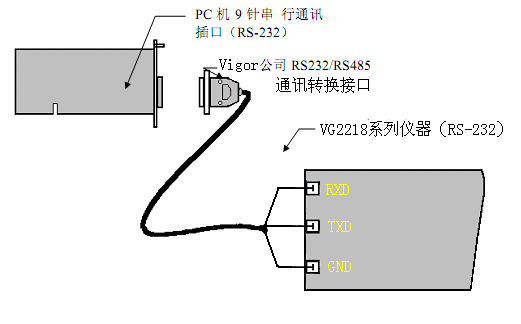 PC 机 9 针串 行通讯
插口（RS-232）
Vigor公司 RS232/RS485
通讯转换接口
VG2218系列仪器（RS-232）
RXD
TXD
GND